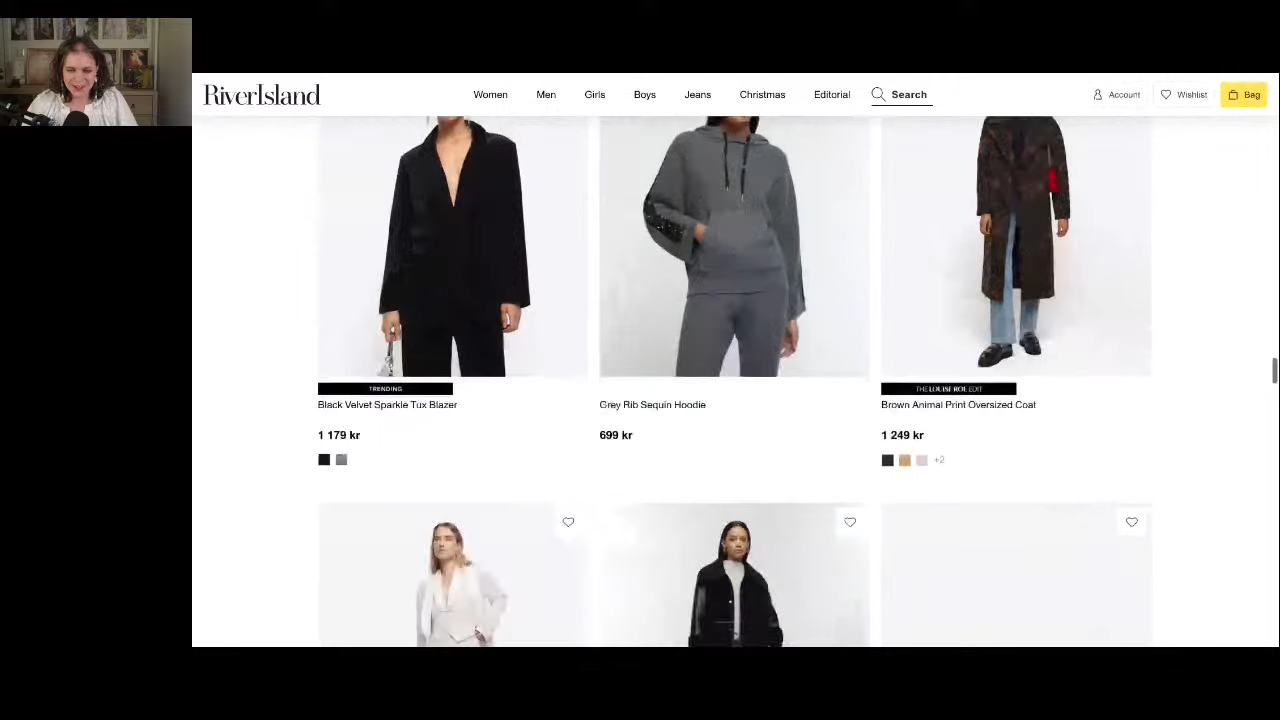 RiverIsland
Women
Men
Girls
Boys
Jeans
Christmas
Editorial
Search
Account
Wishlist
Bag
TRENDING
Black Velvet Sparkle Tux Blazer
1 179 kr
Grey Rib Sequin Hoodie
699 kr
THE LOUISE ROE EDIT
Brown Animal Print Oversized Coat
1 249 kr
+2